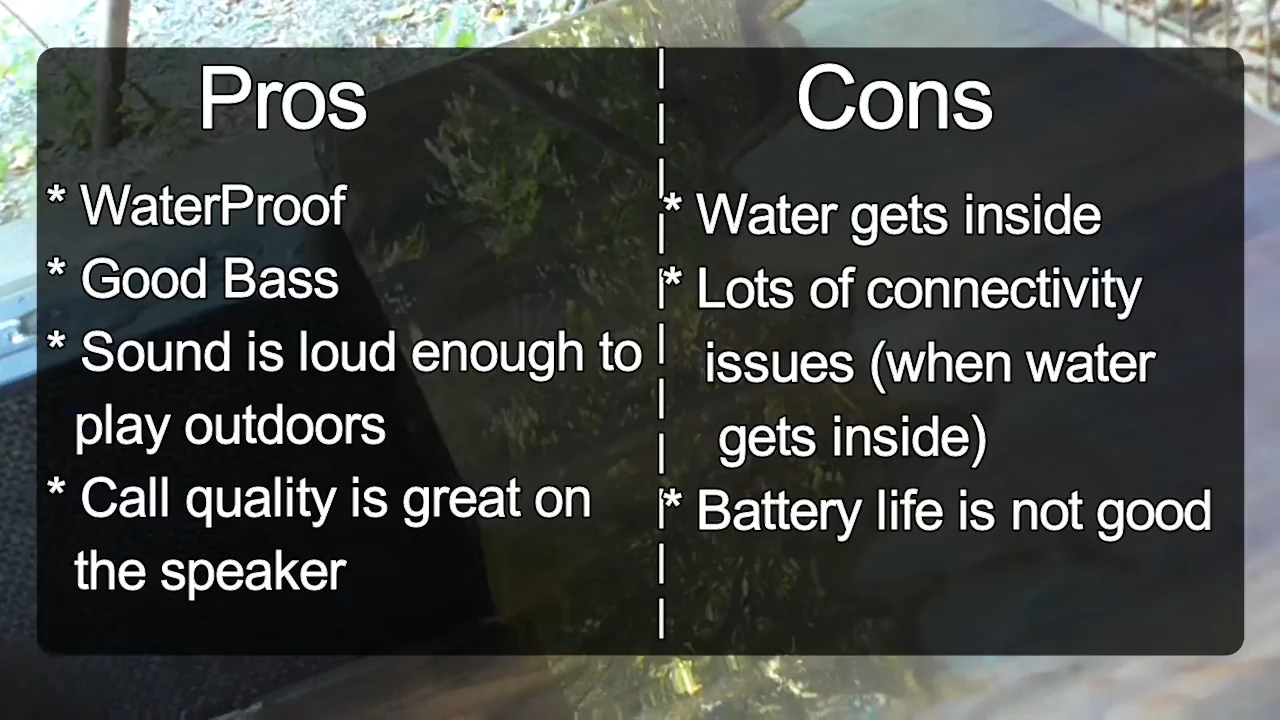 Pros
* WaterProof
* Good Bass
* Sound is loud enough to
play outdoors
* Call quality is great on
the speaker
Cons
* Water gets inside
* Lots of connectivity
issues (when water
gets inside)
* Battery life is not good